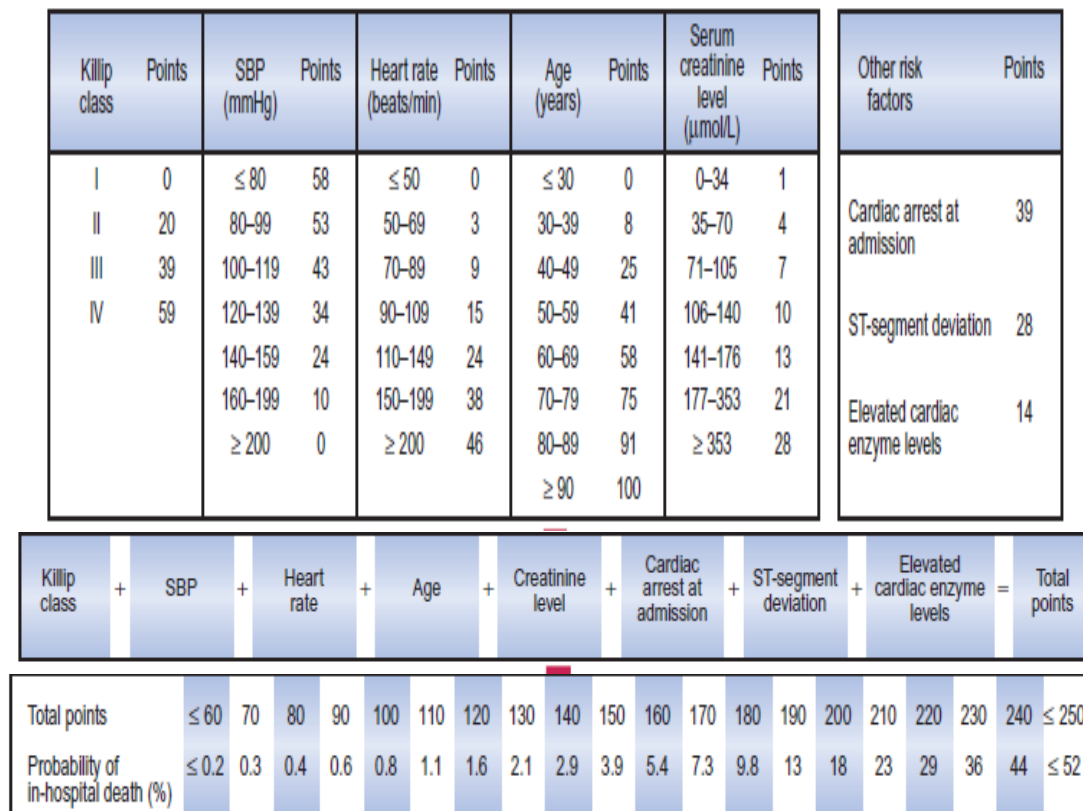 Killip class Points SBP (mmHg) Points Heart rate (beats/min) Points Age (years) Points Serum creatinine level (µmol/L) Points
I 0 ≤ 80 58 ≤ 50 0 ≤ 30 0 0–34 1
II 20 80–99 53 50–69 3 30–39 8 35–70 4
III 39 100–119 43 70–89 9 40–49 25 71–105 7
IV 59 120–139 34 90–109 15 50–59 41 106–140 10
140–159 24 110–149 24 60–69 58 141–176 13
160–199 10 150–199 38 70–79 75 177–353 21
≥ 200 0 ≥ 200 46 80–89 91 ≥ 353 28
≥ 90 100
Other risk factors Points
Cardiac arrest at admission 39
ST-segment deviation 28
Elevated cardiac enzyme levels 14
Killip class + SBP + Heart rate + Age + Creatinine level + Cardiac arrest at admission + ST-segment deviation + Elevated cardiac enzyme levels = Total points
Total points ≤ 60 70 80 90 100 110 120 130 140 150 160 170 180 190 200 210 220 230 240 ≤ 250
Probability of in-hospital death (%) ≤ 0.2 0.3 0.4 0.6 0.8 1.1 1.6 2.1 2.9 3.9 5.4 7.3 9.8 13 18 23 29 36 44 ≤ 52